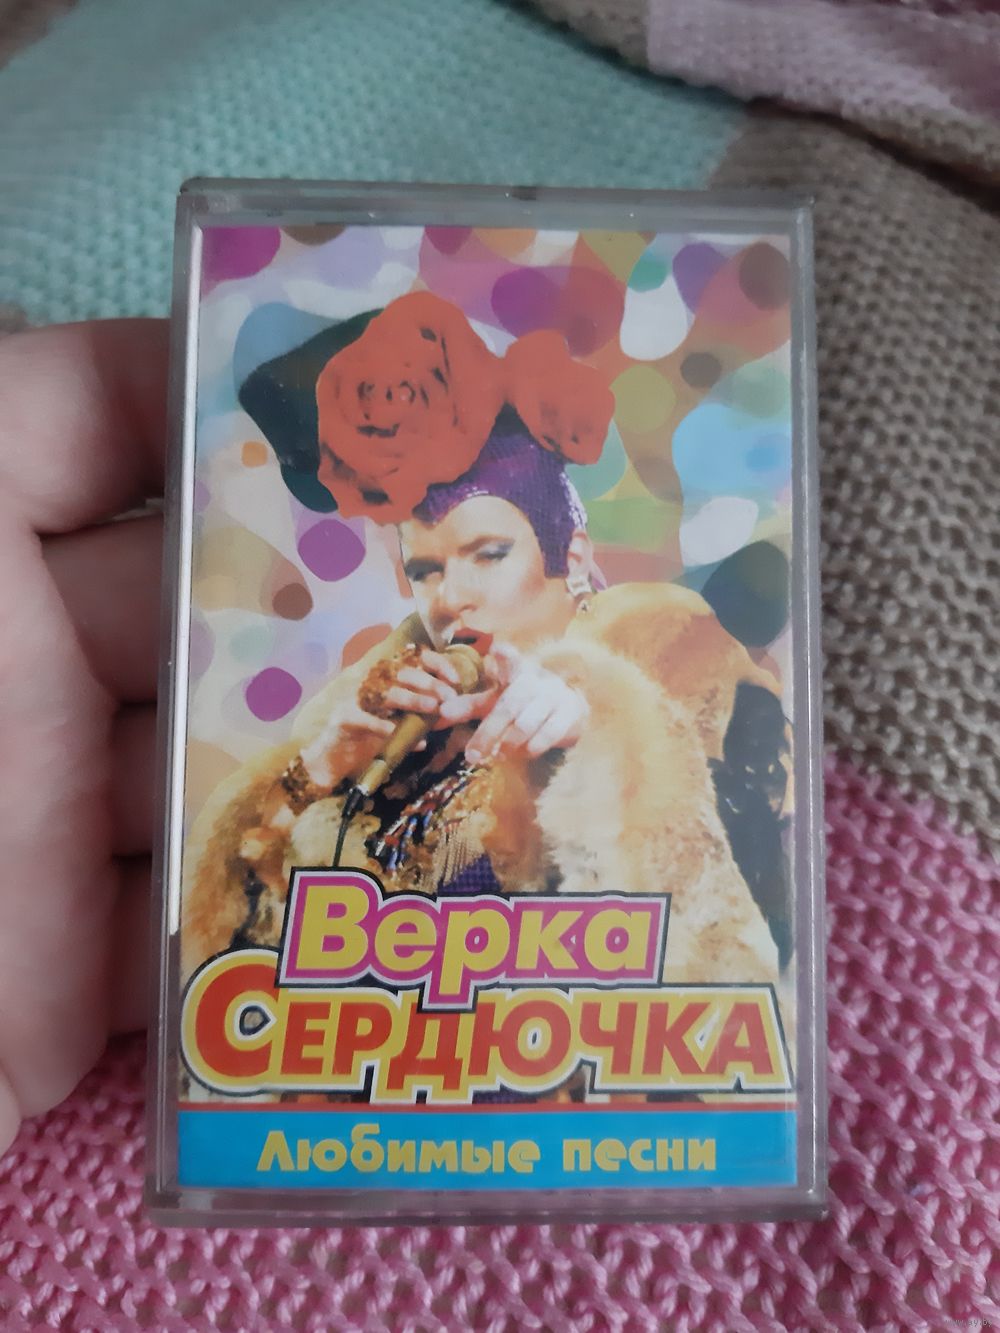 Верка
Сердючка
Любимые песни